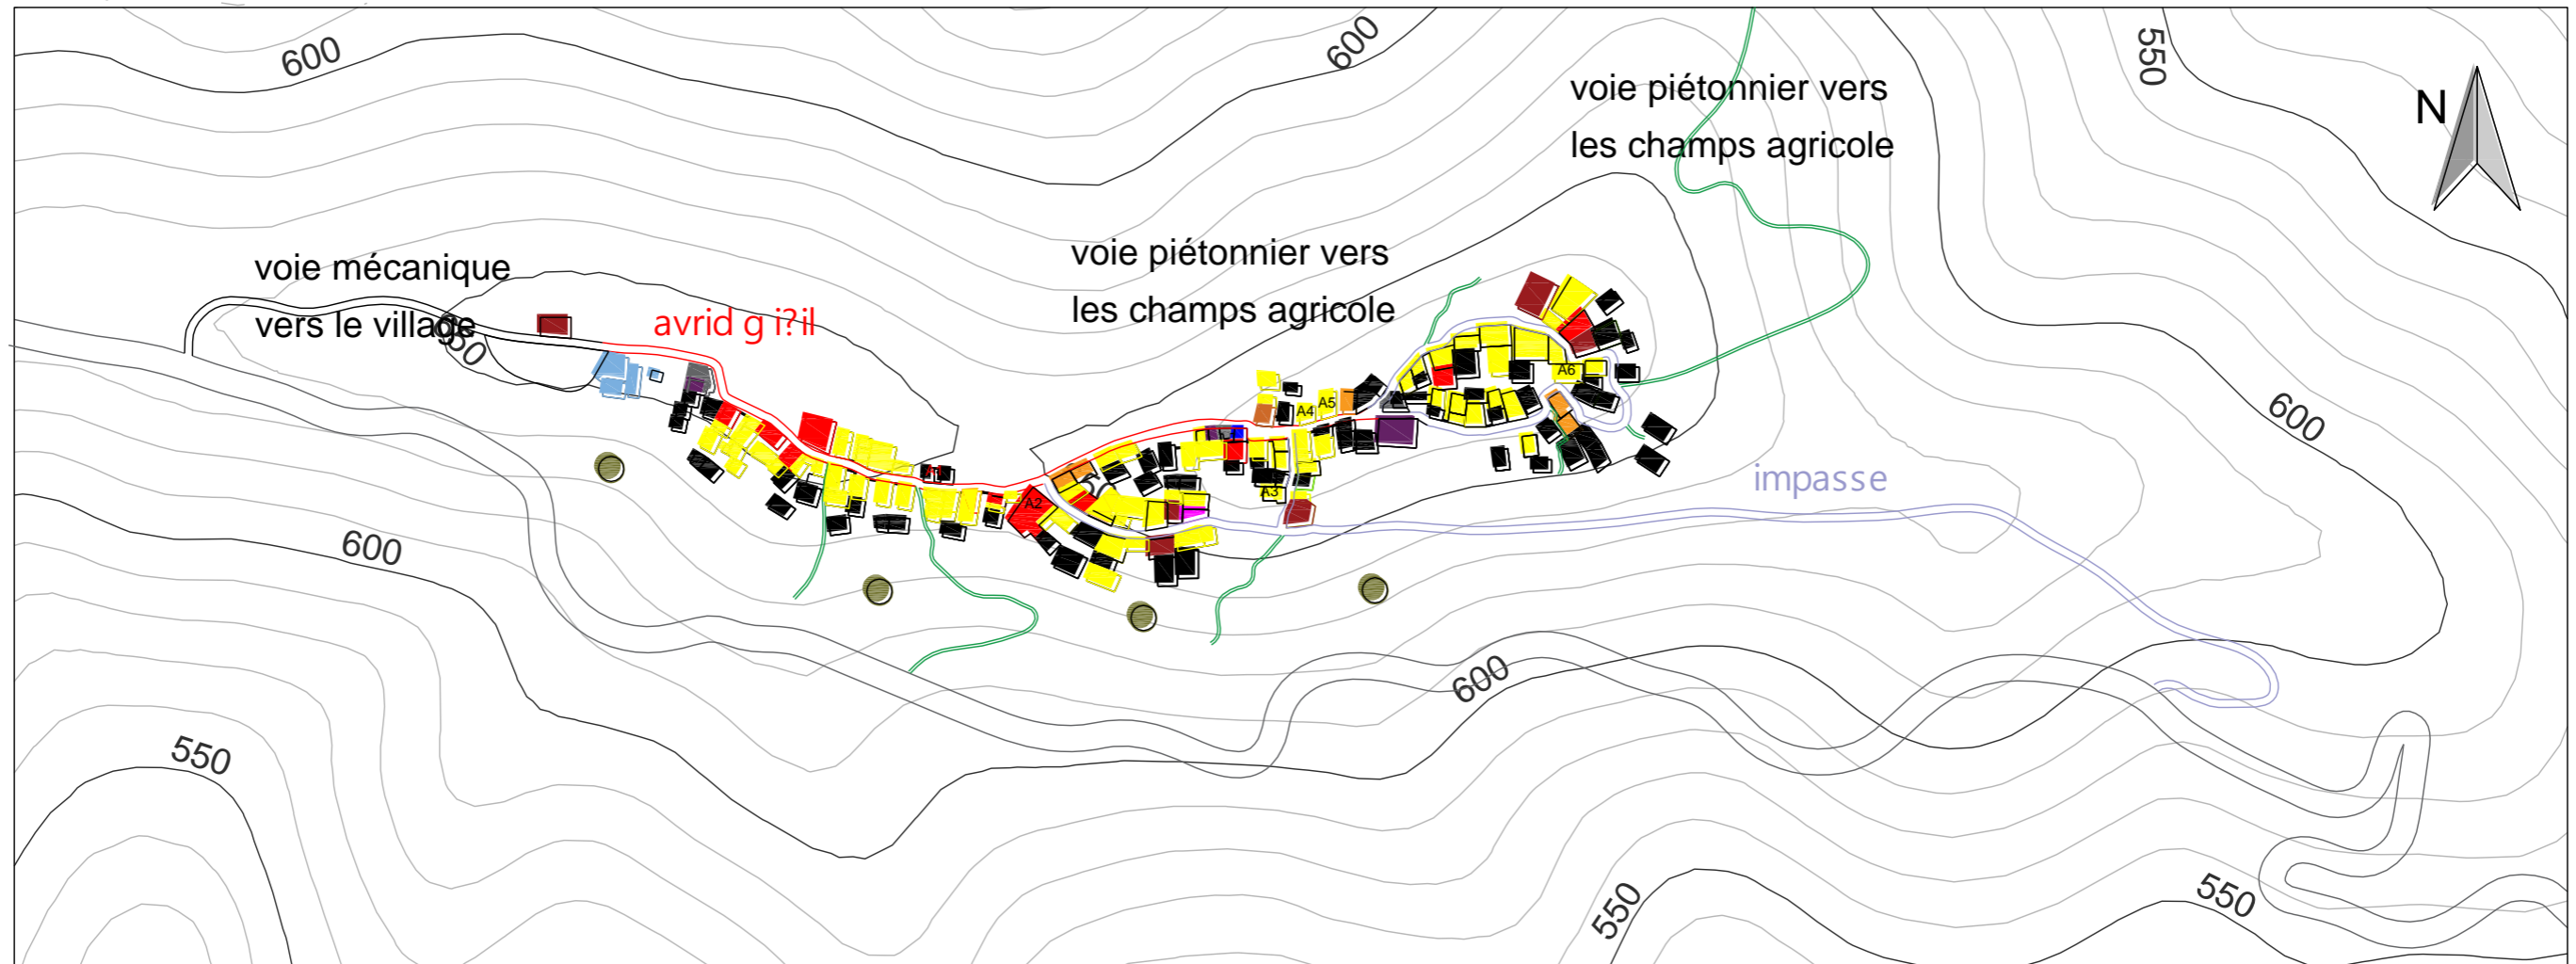 600
600
550
N
voie piétonnier vers
les champs agricole
voie piétonnier vers
les champs agricole
voie mécanique
vers le village
avrid g i?il
A6
A5
A4
A3
A1
A2
impasse
600
600
600
550
550
550